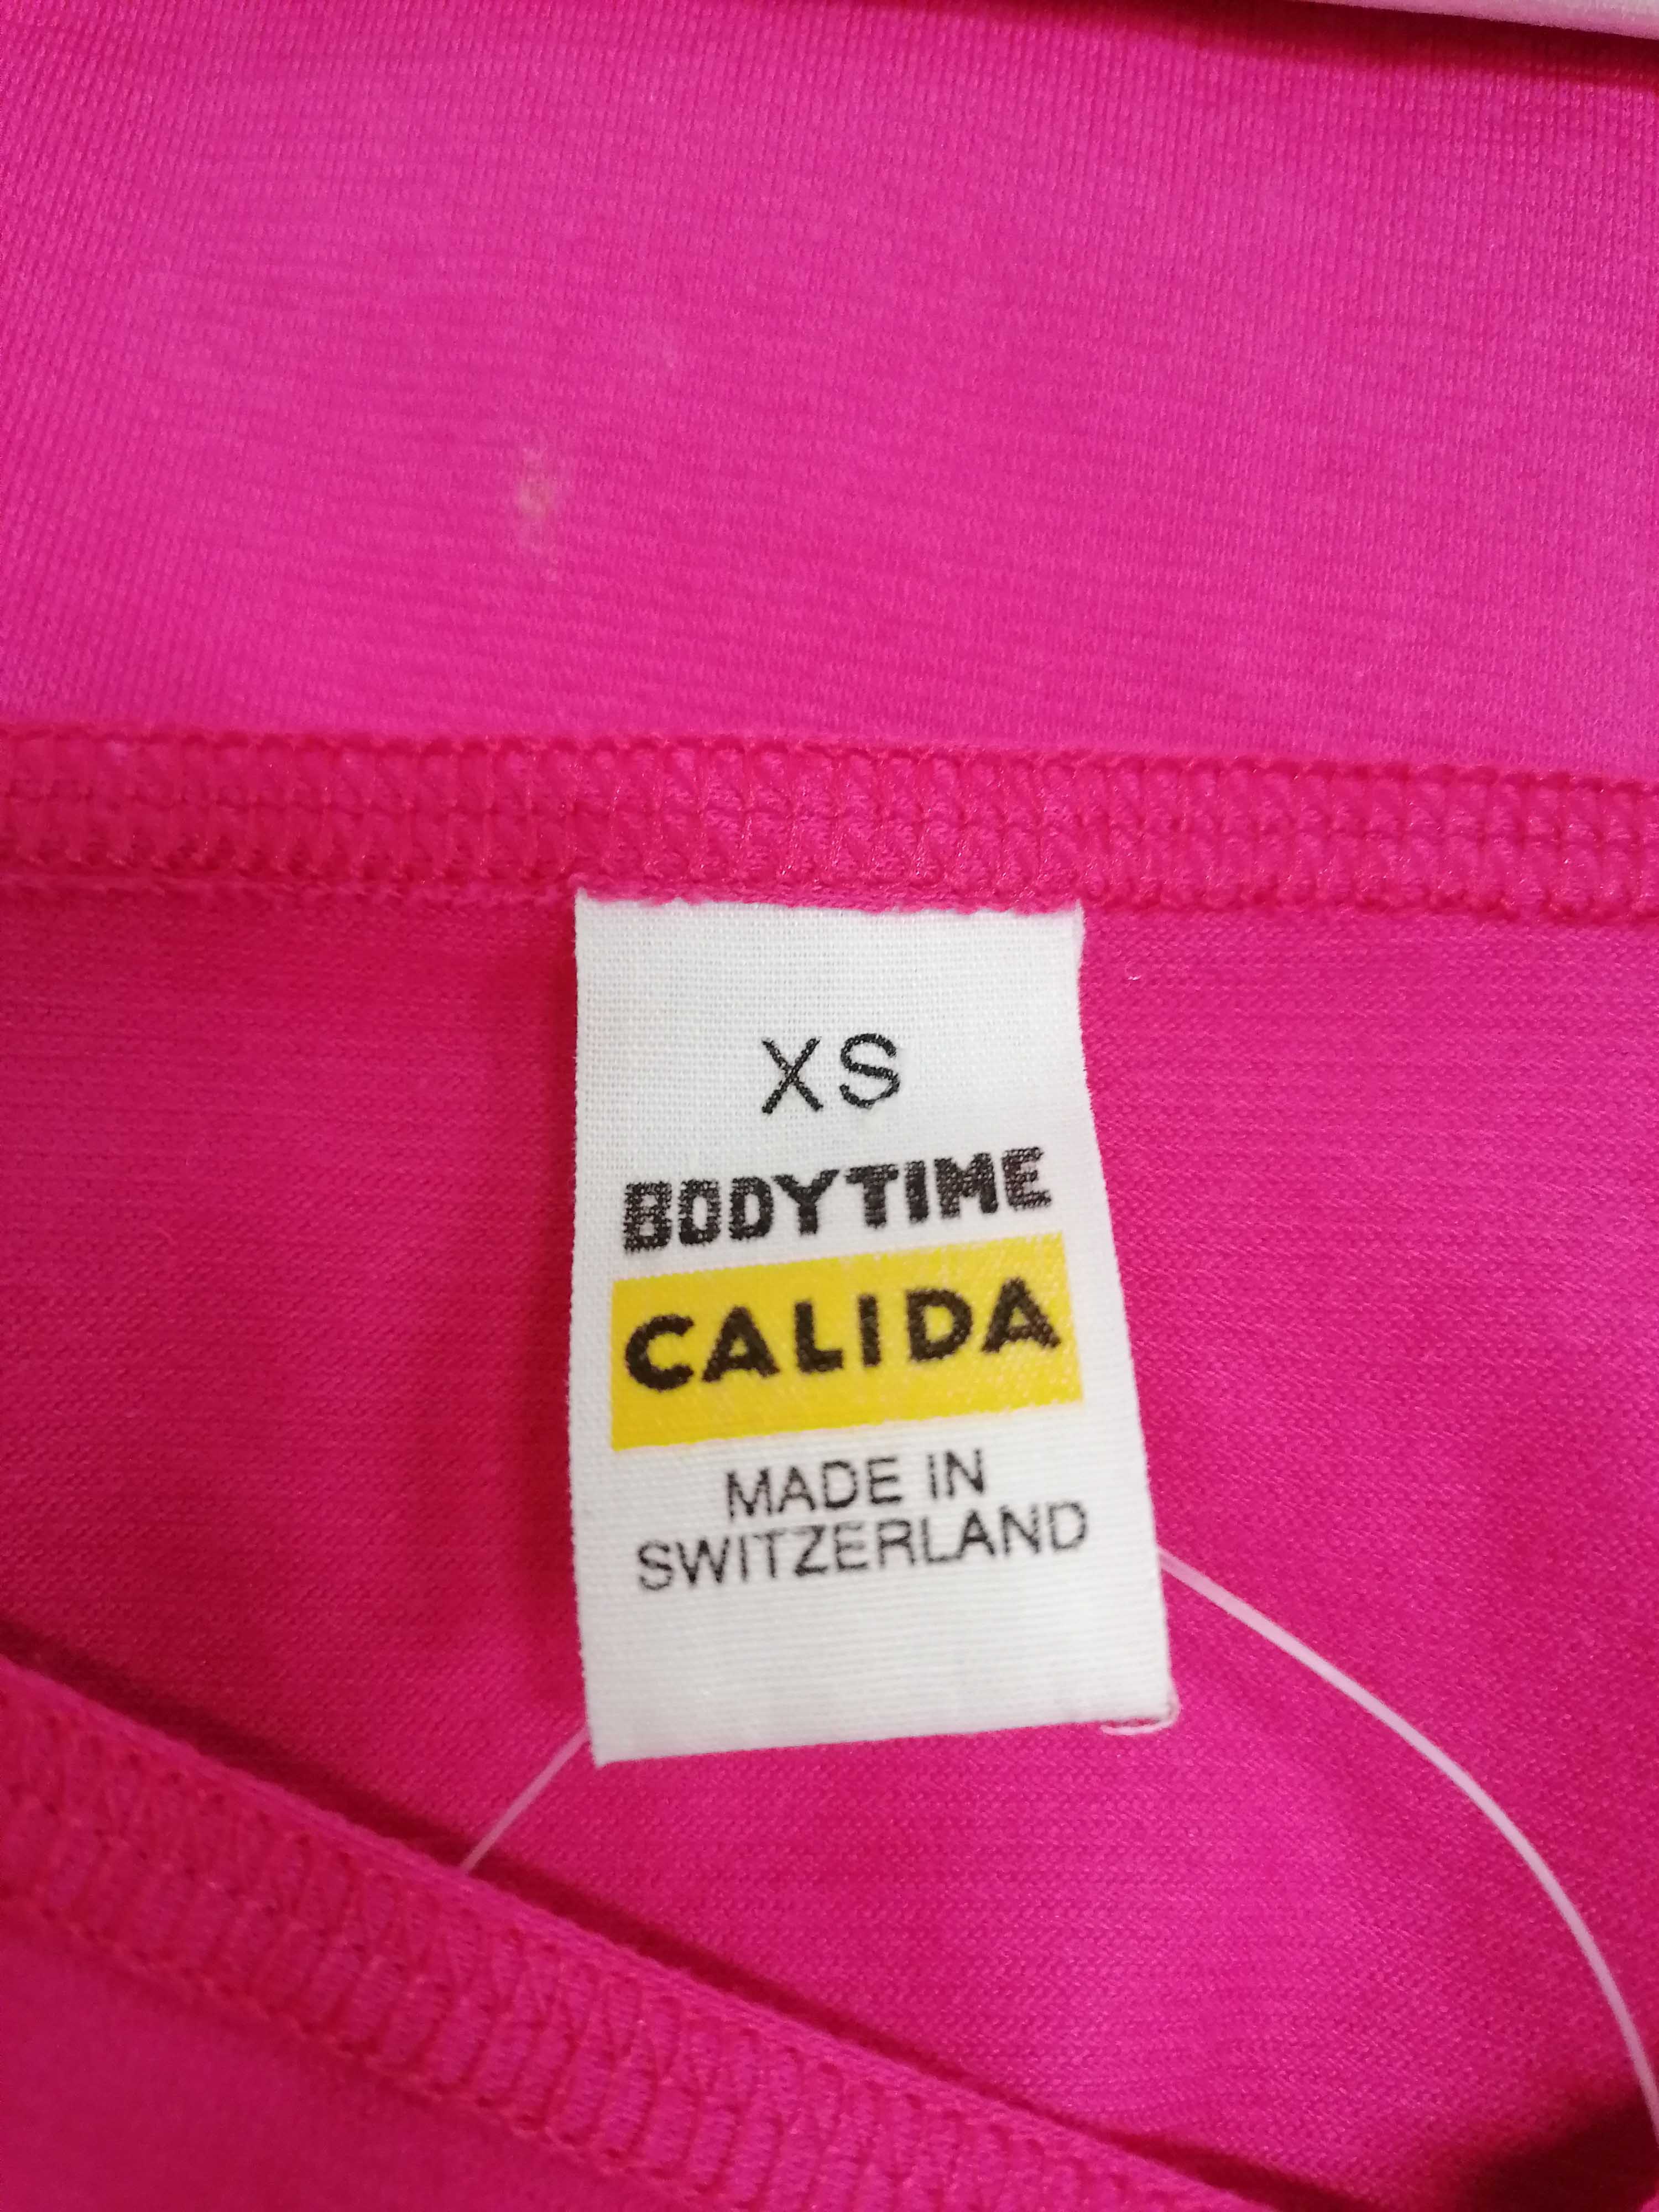 XS
BODYTIME
CALIDA
MADE IN
SWITZERLAND